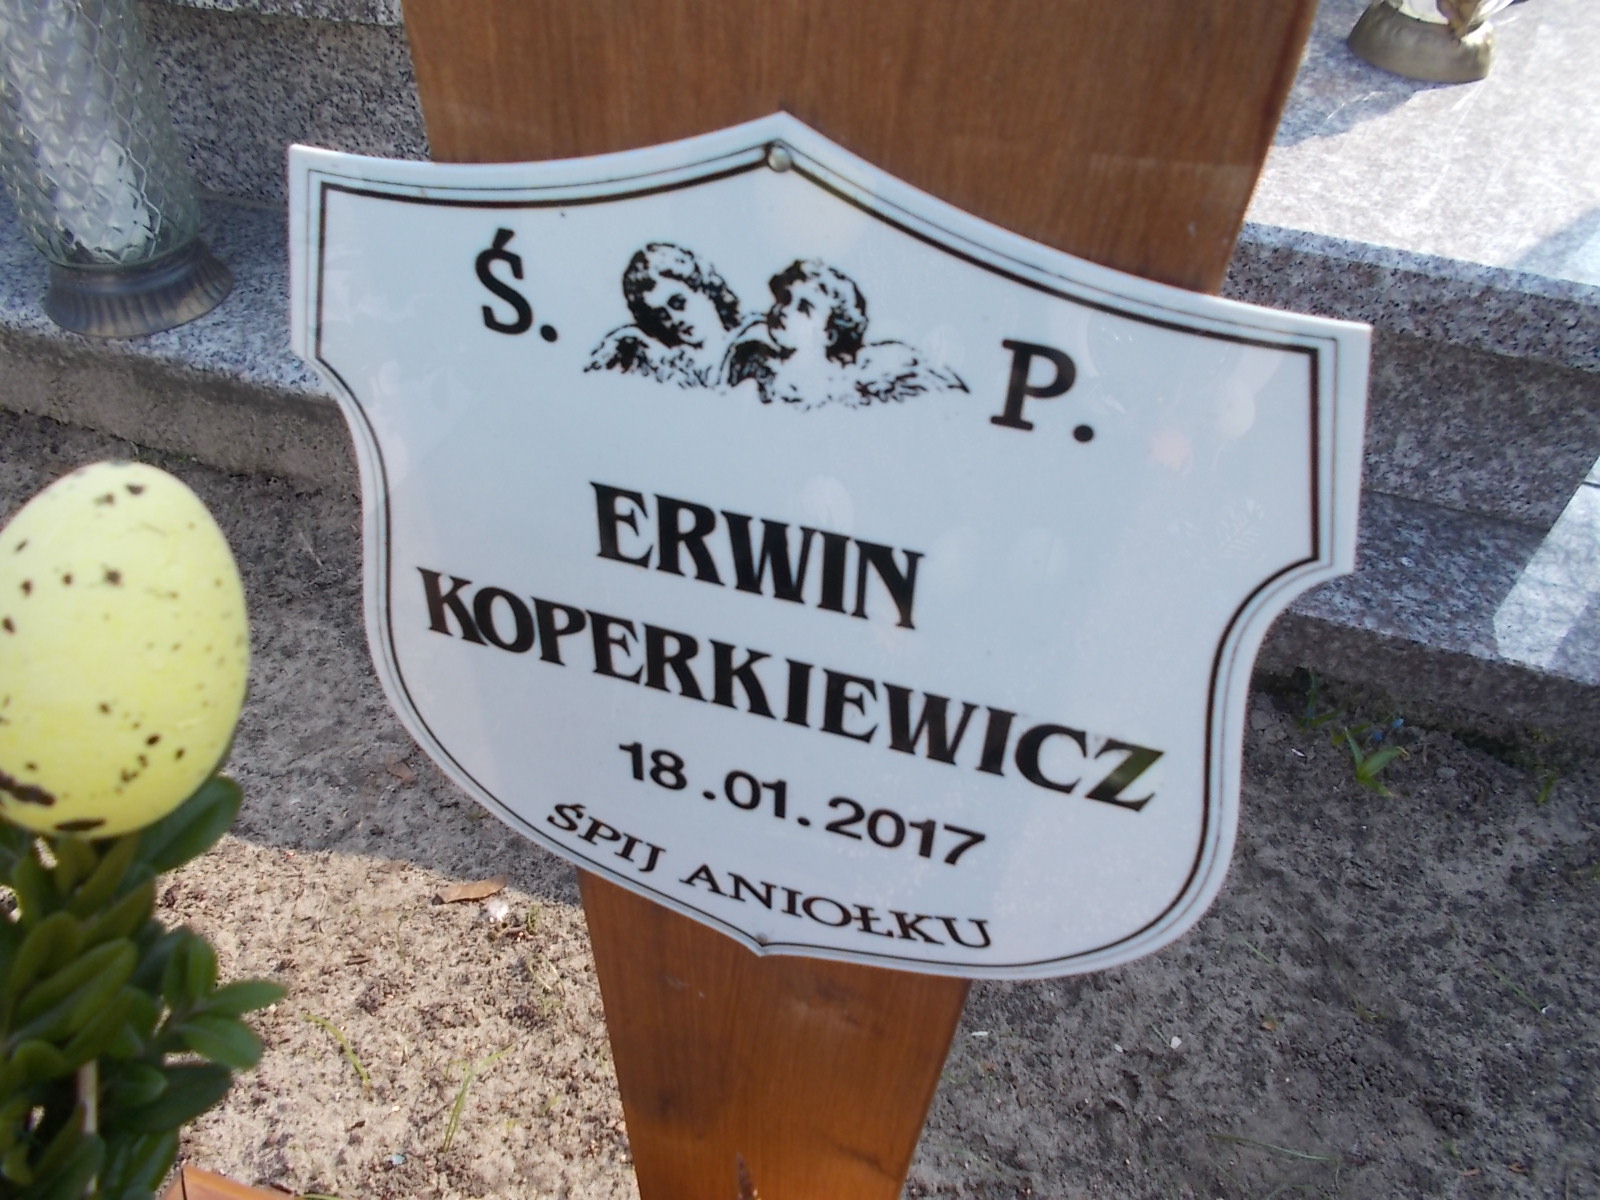 Ś. P.
ERWIN
KOPERKIEWICZ
18.01.2017
ŚPIJ ANIOŁKU